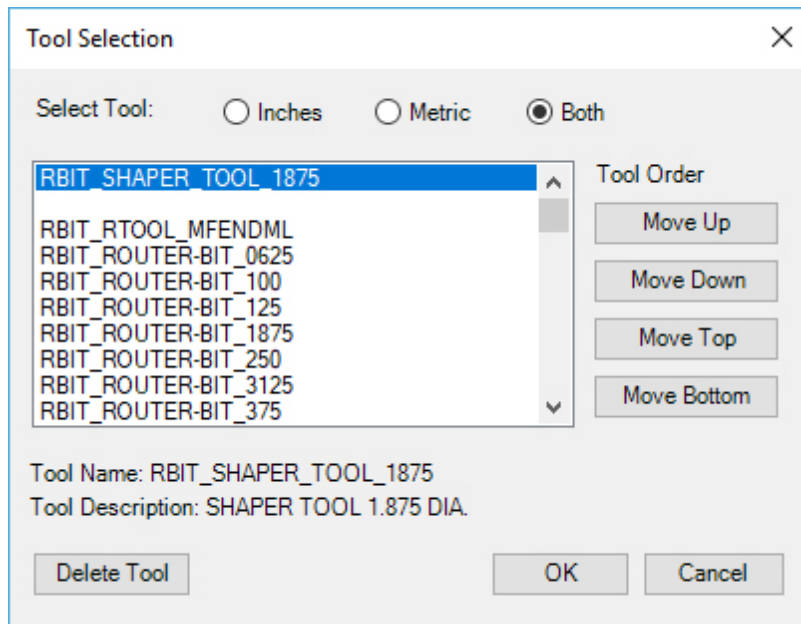 Tool Selection
Select Tool: Inches Metric Both
RBIT_SHAPER_TOOL_1875
RBIT_RTOOL_MFENDML
RBIT_ROUTER-BIT_0625
RBIT_ROUTER-BIT_100
RBIT_ROUTER-BIT_125
RBIT_ROUTER-BIT_1875
RBIT_ROUTER-BIT_250
RBIT_ROUTER-BIT_3125
RBIT_ROUTER-BIT_375
Tool Order
Move Up
Move Down
Move Top
Move Bottom
Tool Name: RBIT_SHAPER_TOOL_1875
Tool Description: SHAPER TOOL 1.875 DIA.
Delete Tool OK Cancel